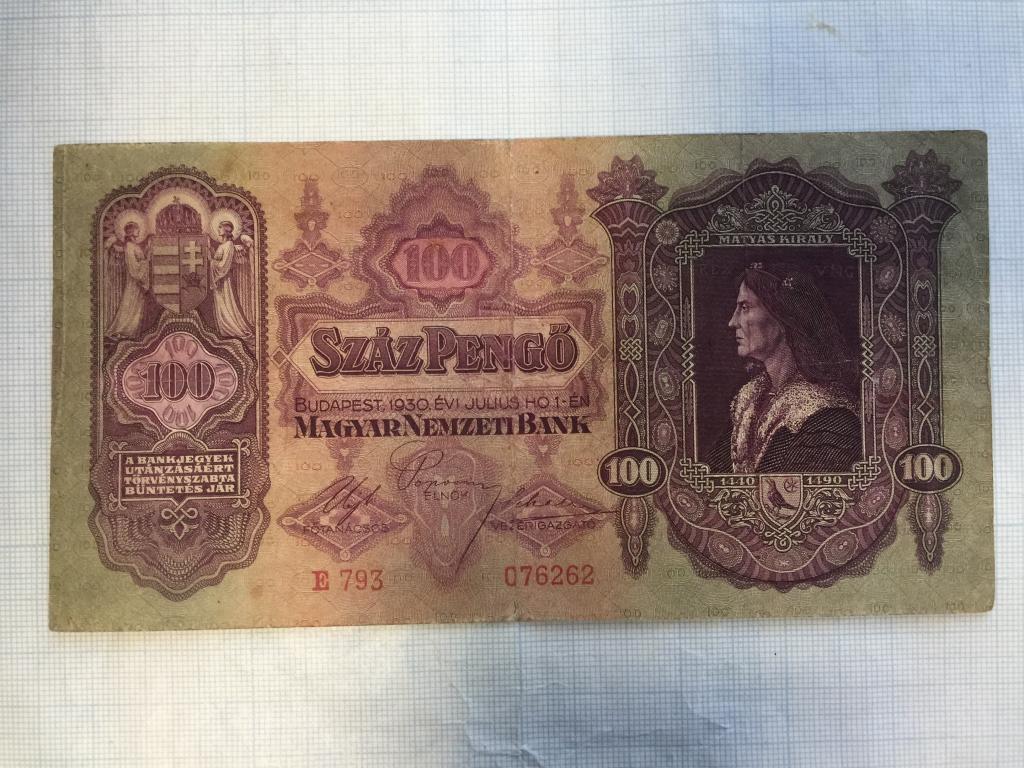 100
A BANKJEGYEK
UTÁNZÁSAÉRT
TÖRVÉNYSZABTA
BÜNTETÉS JÁR
100
SZÁZ PENGŐ
BUDAPEST, 1930. ÉVI JULIUS HÓ 1-ÉN
MAGYAR NEMZETI BANK
ELNÖK
FŐTANÁCSOS
VEZÉRIGAZGATÓ
E 793
076262
MÁTYÁS KIRÁLY
100
100
1440
1490